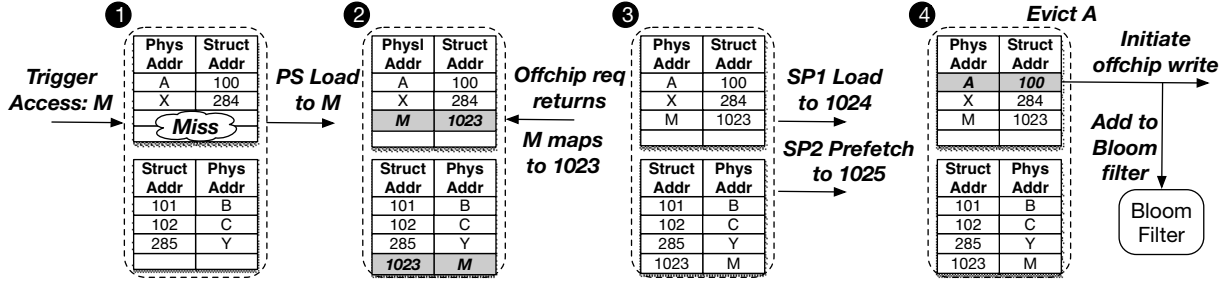 1
Phys Addr | Struct Addr
A | 100
X | 284
Miss
Struct Addr | Phys Addr
101 | B
102 | C
285 | Y
Trigger
Access: M
PS Load
to M
2
Physl Addr | Struct Addr
A | 100
X | 284
M | 1023
Struct Addr | Phys Addr
101 | B
102 | C
285 | Y
1023 | M
Offchip req
returns
M maps
to 1023
3
Phys Addr | Struct Addr
A | 100
X | 284
M | 1023
Struct Addr | Phys Addr
101 | B
102 | C
285 | Y
1023 | M
SP1 Load
to 1024
SP2 Prefetch
to 1025
4
Evict A
Phys Addr | Struct Addr
A | 100
X | 284
M | 1023
Struct Addr | Phys Addr
101 | B
102 | C
285 | Y
1023 | M
Initiate
offchip write
Add to
Bloom
filter
Bloom
Filter